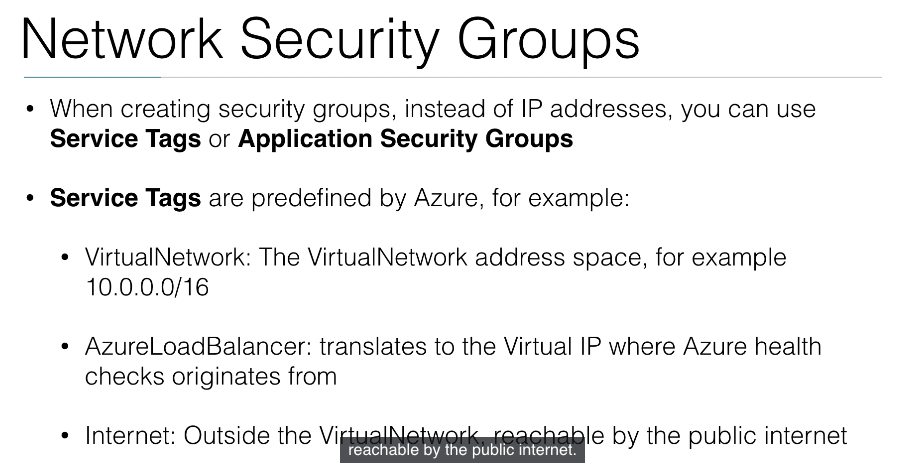 Network Security Groups
• When creating security groups, instead of IP addresses, you can use
Service Tags or Application Security Groups
• Service Tags are predefined by Azure, for example:
• VirtualNetwork: The VirtualNetwork address space, for example
10.0.0.0/16
• AzureLoadBalancer: translates to the Virtual IP where Azure health
checks originates from
• Internet: Outside the VirtualNetwork, reachable by the public internet
reachable by the public internet.